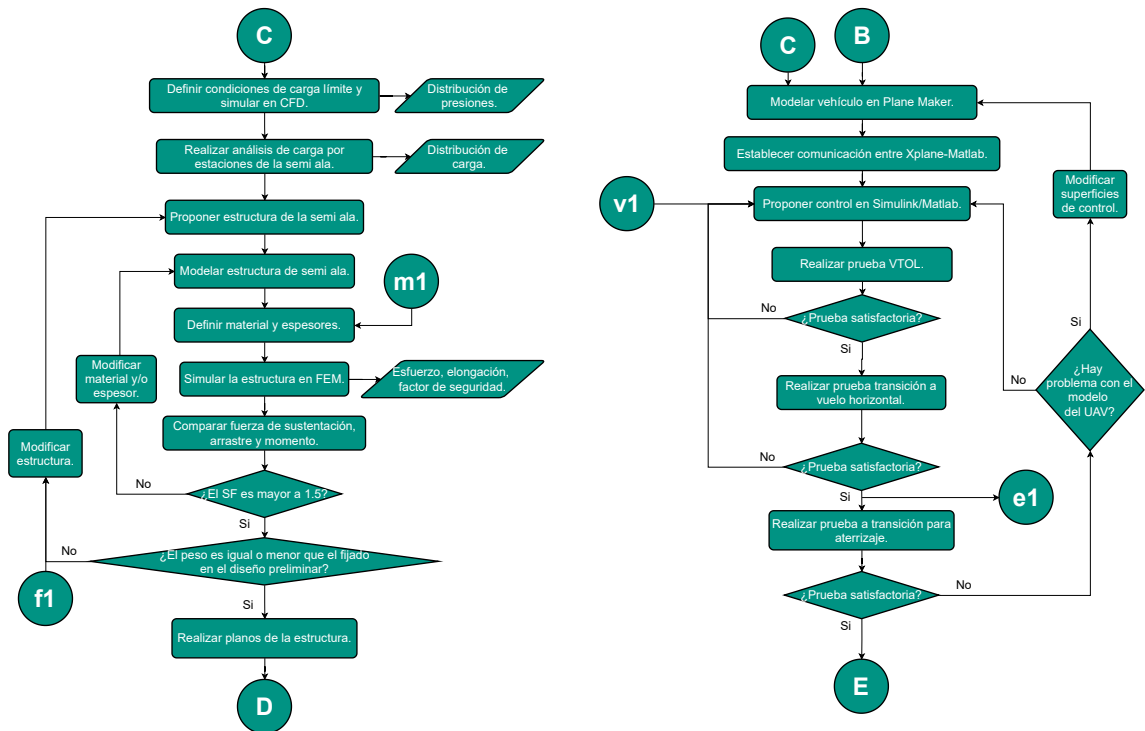 C
Definir condiciones de carga límite y
simular en CFD.
Distribución de
presiones.
Realizar análisis de carga por
estaciones de la semi ala.
Distribución de
carga.
Proponer estructura de la semi ala.
Modelar estructura de semi ala.
m1
Definir material y espesores.
Modificar
material y/o
espesor.
Simular la estructura en FEM.
Esfuerzo, elongación,
factor de seguridad.
Comparar fuerza de sustentación,
arrastre y momento.
Modificar
estructura.
No
¿El SF es mayor a 1.5?
Si
No
¿El peso es igual o menor que el fijado
en el diseño preliminar?
f1
Si
Realizar planos de la estructura.
D
C
B
Modelar vehículo en Plane Maker.
Establecer comunicación entre Xplane-Matlab.
Modificar
superficies
de control.
v1
Proponer control en Simulink/Matlab.
Realizar prueba VTOL.
No
¿Prueba satisfactoria?
Si
Si
¿Hay
problema con el
modelo
del UAV?
No
Realizar prueba transición a
vuelo horizontal.
No
¿Prueba satisfactoria?
Si
e1
Realizar prueba a transición para
aterrizaje.
¿Prueba satisfactoria?
No
Si
E